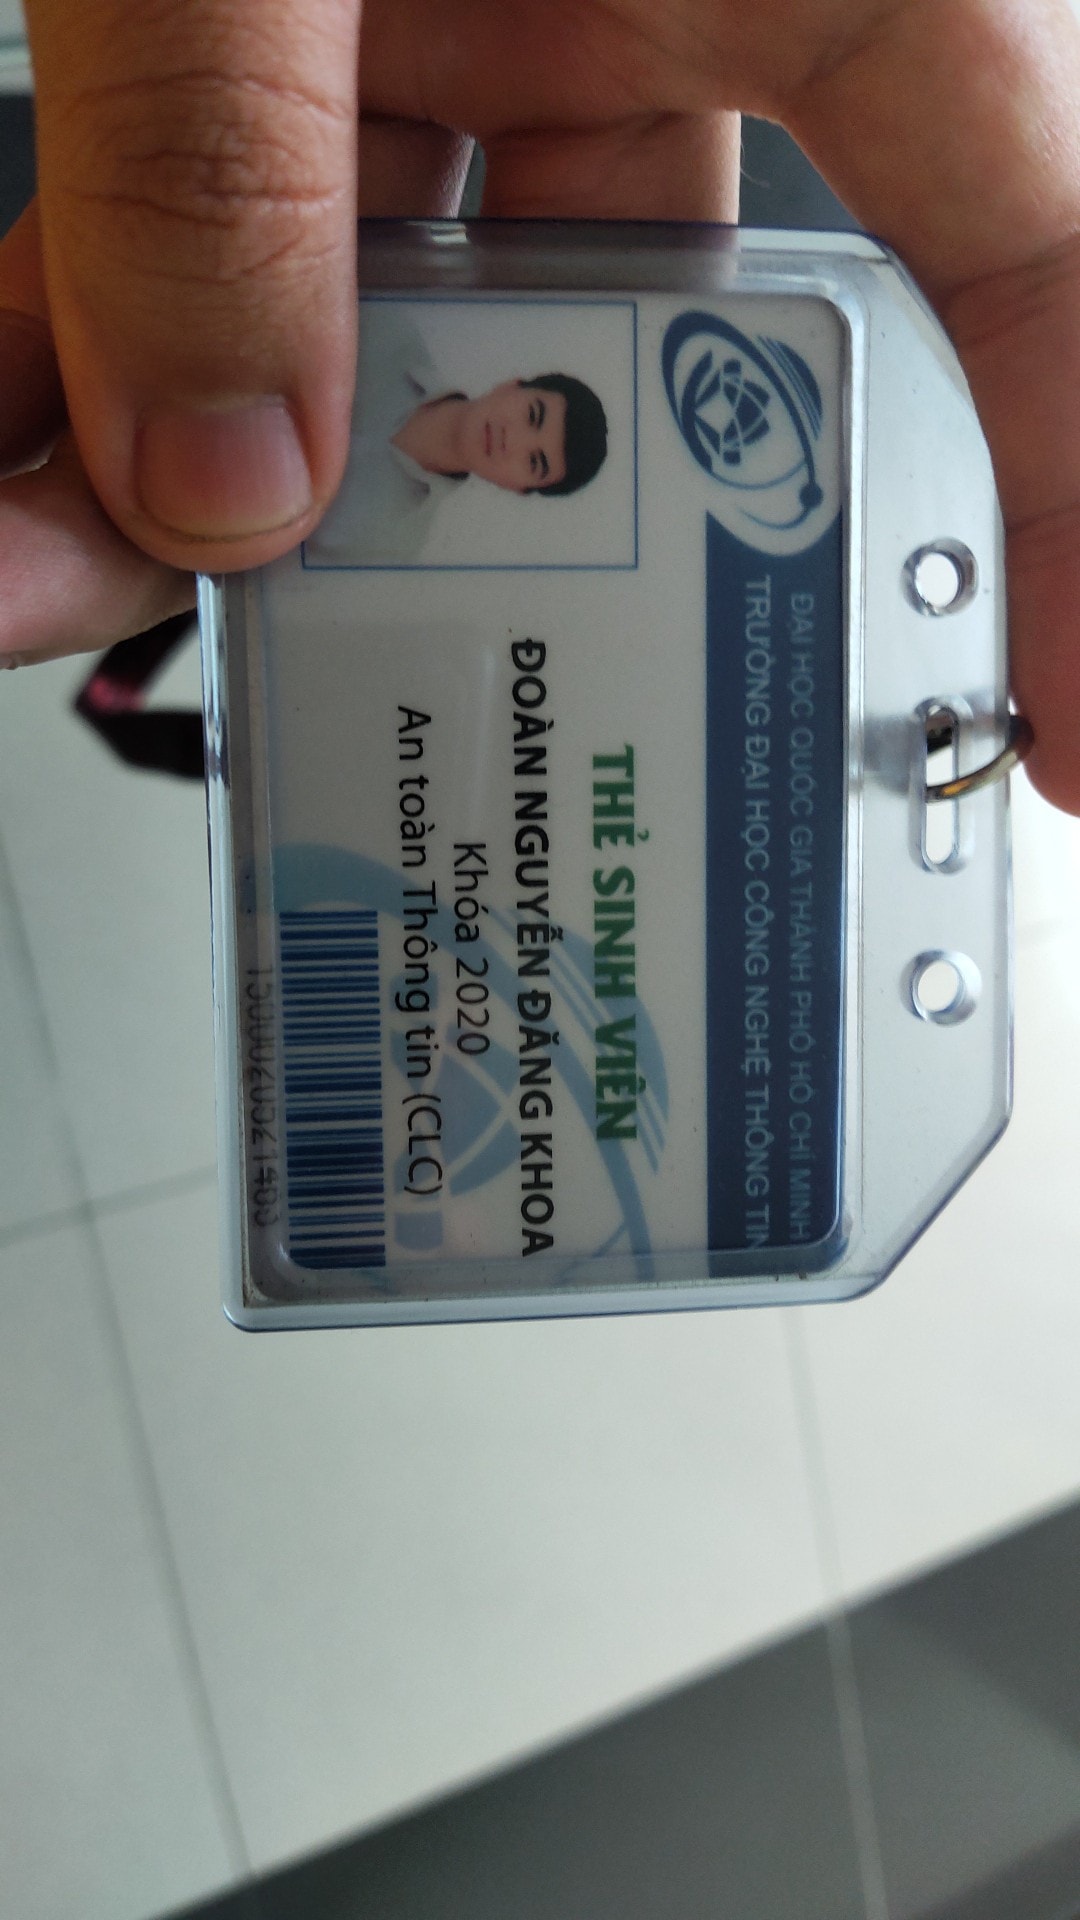 ĐẠI HỌC QUỐC GIA THÀNH PHỐ HỒ CHÍ MINH
TRƯỜNG ĐẠI HỌC CÔNG NGHỆ THÔNG TIN
THẺ SINH VIÊN
ĐOÀN NGUYỄN ĐĂNG KHOA
Khóa 2020
An toàn Thông tin (CLC)